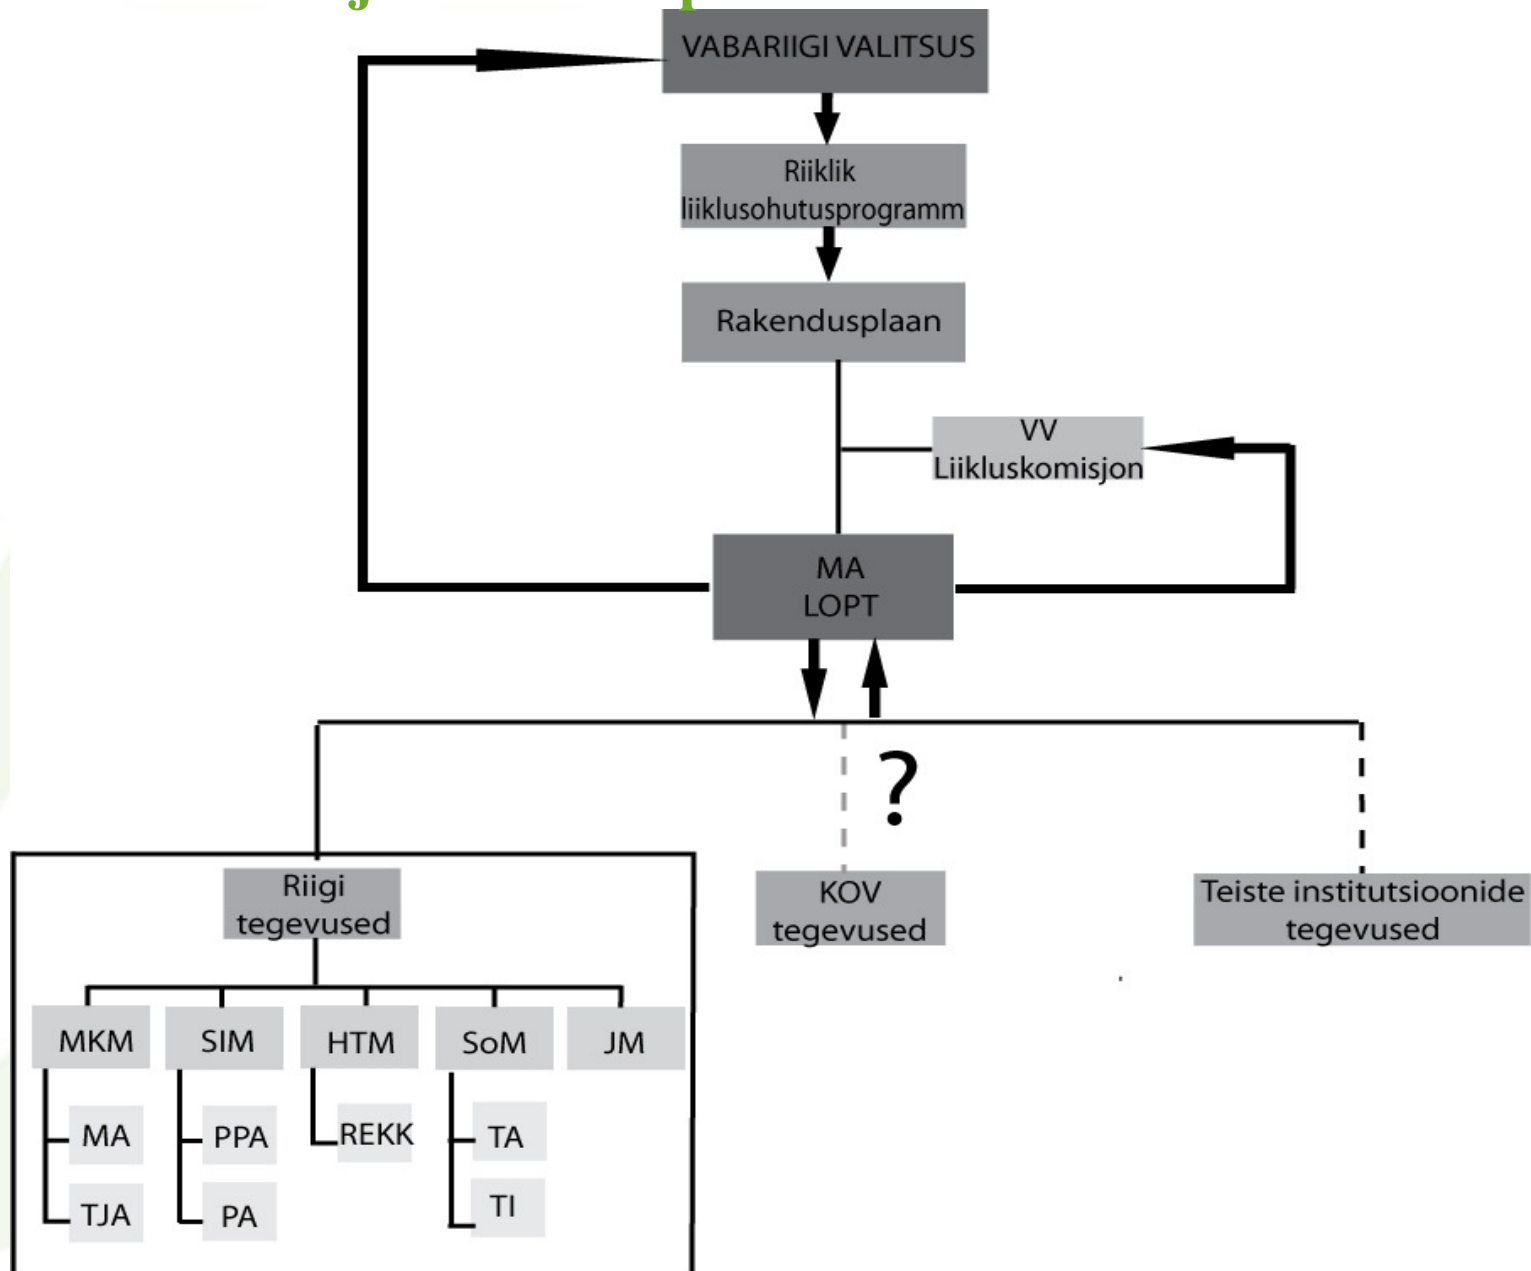 VABARIIGI VALITSUS
Riiklik
liiklusohutusprogramm
Rakendusplaan
VV
Liikluskomisjon
MA
LOPT
?
Riigi
tegevused
KOV
tegevused
Teiste institutsioonide
tegevused
MKM
SIM
HTM
SoM
JM
MA
PPA
REKK
TA
TJA
PA
TI